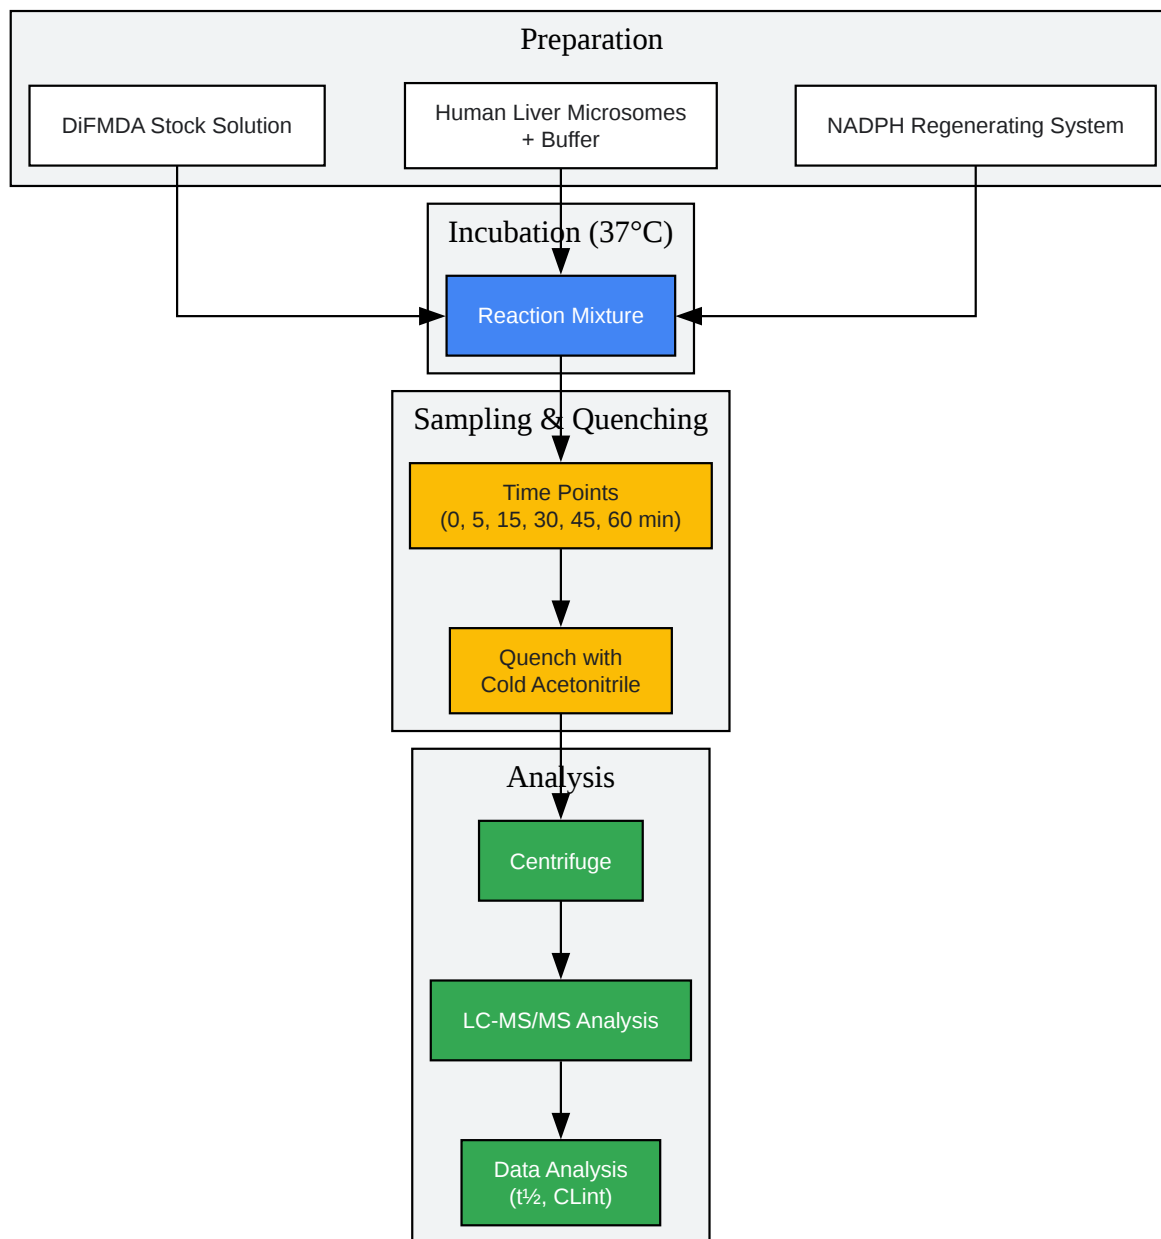 Preparation
DiFMDA Stock Solution
Human Liver Microsomes
+ Buffer
NADPH Regenerating System
Incubation (37°C)
Reaction Mixture
Sampling & Quenching
Time Points
(0, 5, 15, 30, 45, 60 min)
Quench with
Cold Acetonitrile
Analysis
Centrifuge
LC-MS/MS Analysis
Data Analysis
(t½, CLint)